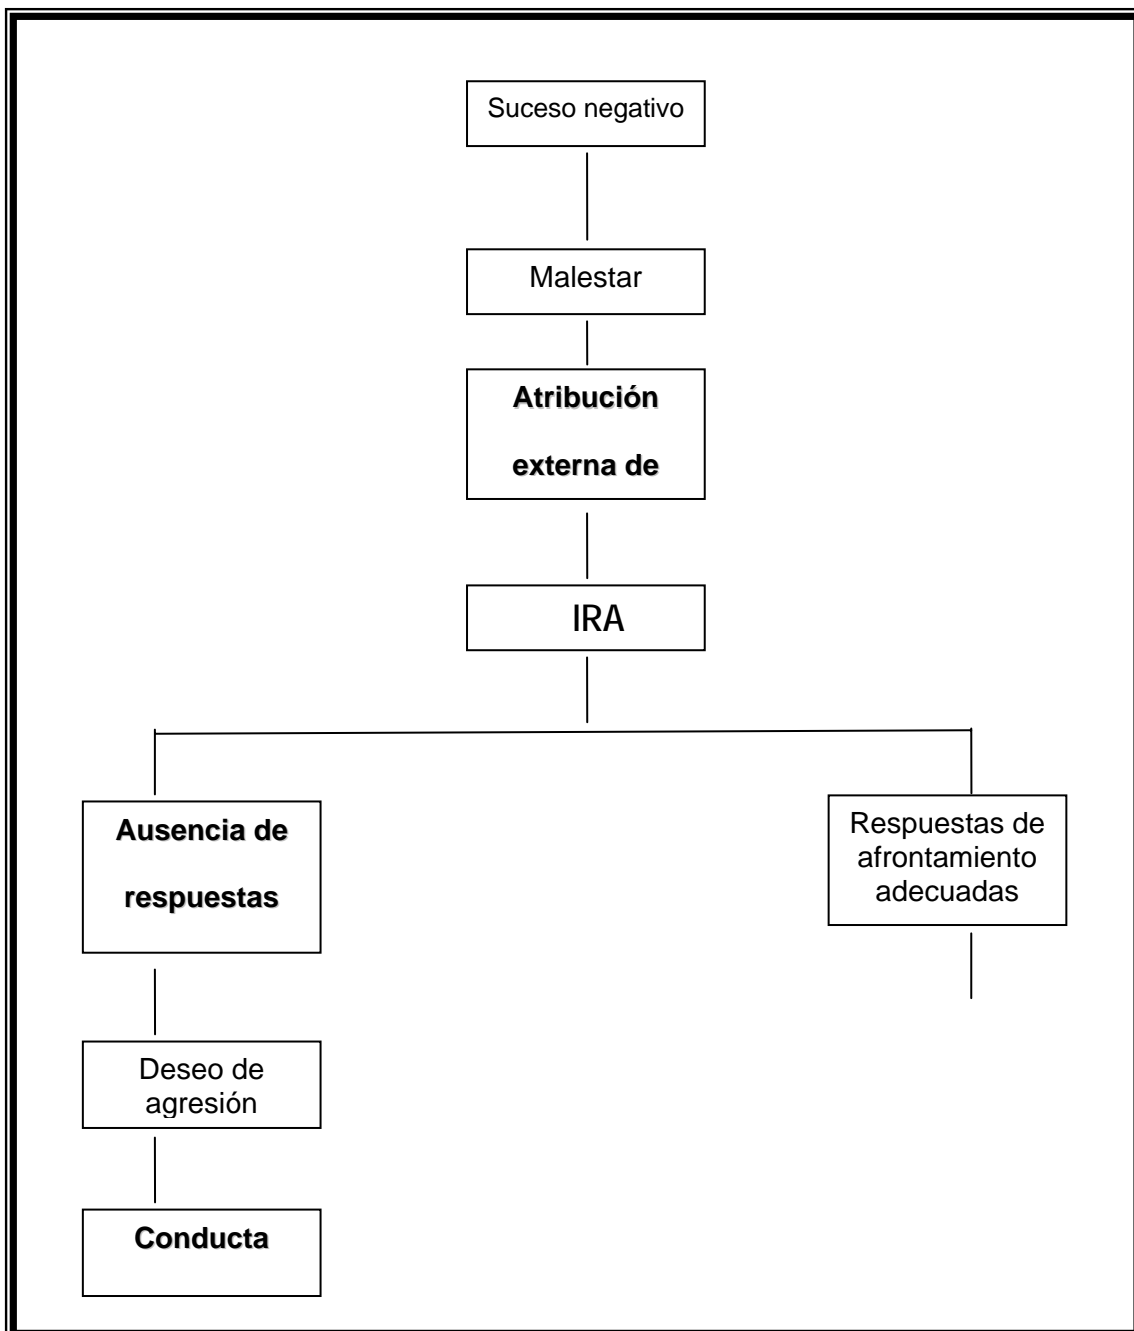 Suceso negativo
Malestar
Atribución
externa de
IRA
Ausencia de
respuestas
Respuestas de
afrontamiento
adecuadas
Deseo de
agresión
Conducta